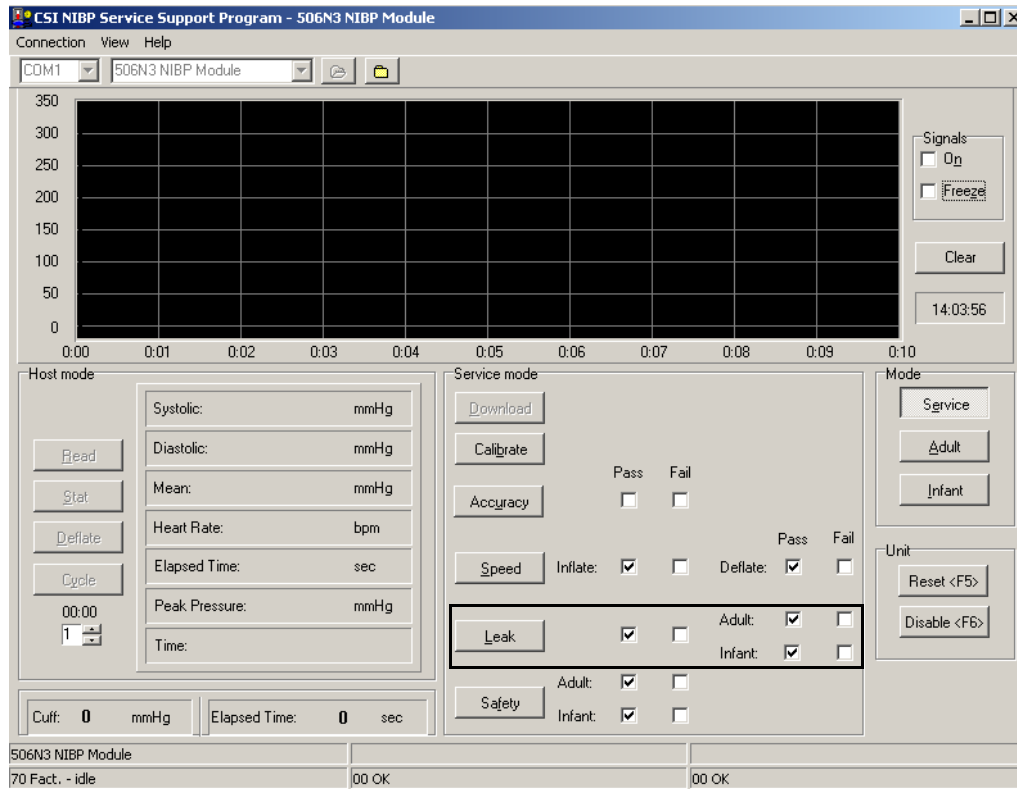 CSI NIBP Service Support Program - 506N3 NIBP Module
Connection View Help
COM1 506N3 NIBP Module
350
300
250
200
150
100
50
0
0:00 0:01 0:02 0:03 0:04 0:05 0:06 0:07 0:08 0:09 0:10
Signals
On
Freeze
Clear
14:03:56
Host mode
Read
Stat
Deflate
Cycle
00:00
1
Systolic: mmHg
Diastolic: mmHg
Mean: mmHg
Heart Rate: bpm
Elapsed Time: sec
Peak Pressure: mmHg
Time:
Cuff: 0 mmHg
Elapsed Time: 0 sec
Service mode
Download
Calibrate
Pass Fail
Accuracy
Pass Fail
Speed Inflate: Deflate:
Leak
Adult:
Infant:
Safety
Adult:
Infant:
Mode
Service
Adult
Infant
Unit
Reset <F5>
Disable <F6>
506N3 NIBP Module
70 Fact. - idle 00 OK 00 OK